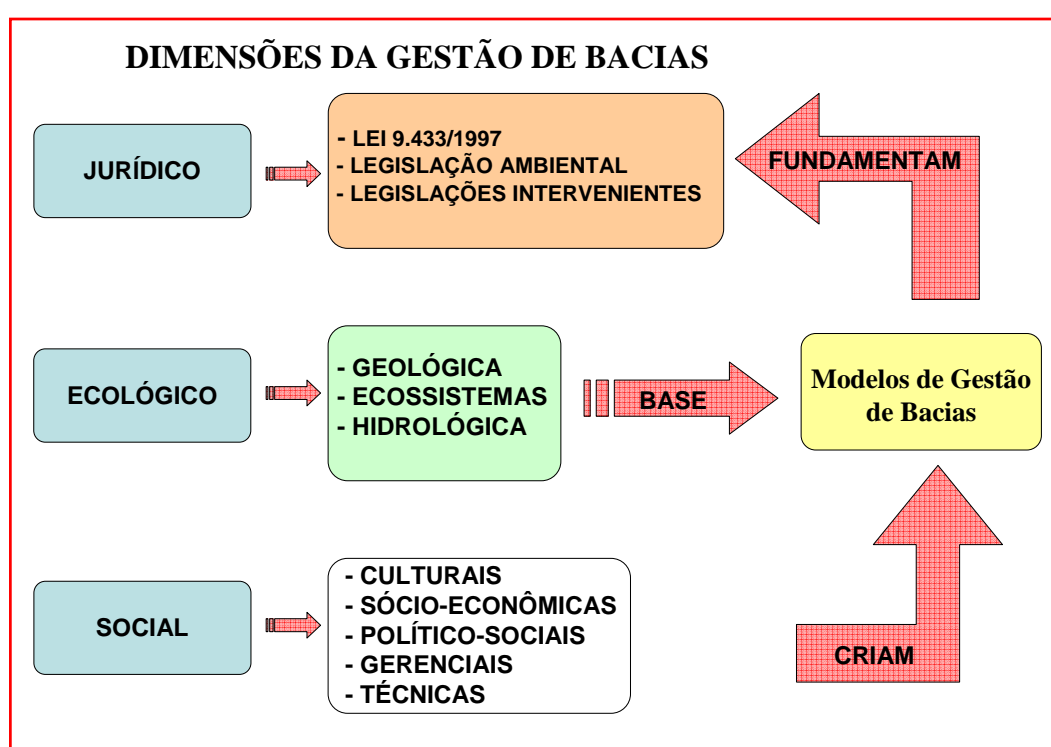 DIMENSÕES DA GESTÃO DE BACIAS
JURÍDICO
- LEI 9.433/1997
- LEGISLAÇÃO AMBIENTAL
- LEGISLAÇÕES INTERVENIENTES
FUNDAMENTAM
ECOLÓGICO
- GEOLÓGICA
- ECOSSISTEMAS
- HIDROLÓGICA
BASE
Modelos de Gestão
de Bacias
SOCIAL
- CULTURAIS
- SÓCIO-ECONÔMICAS
- POLÍTICO-SOCIAIS
- GERENCIAIS
- TÉCNICAS
CRIAM